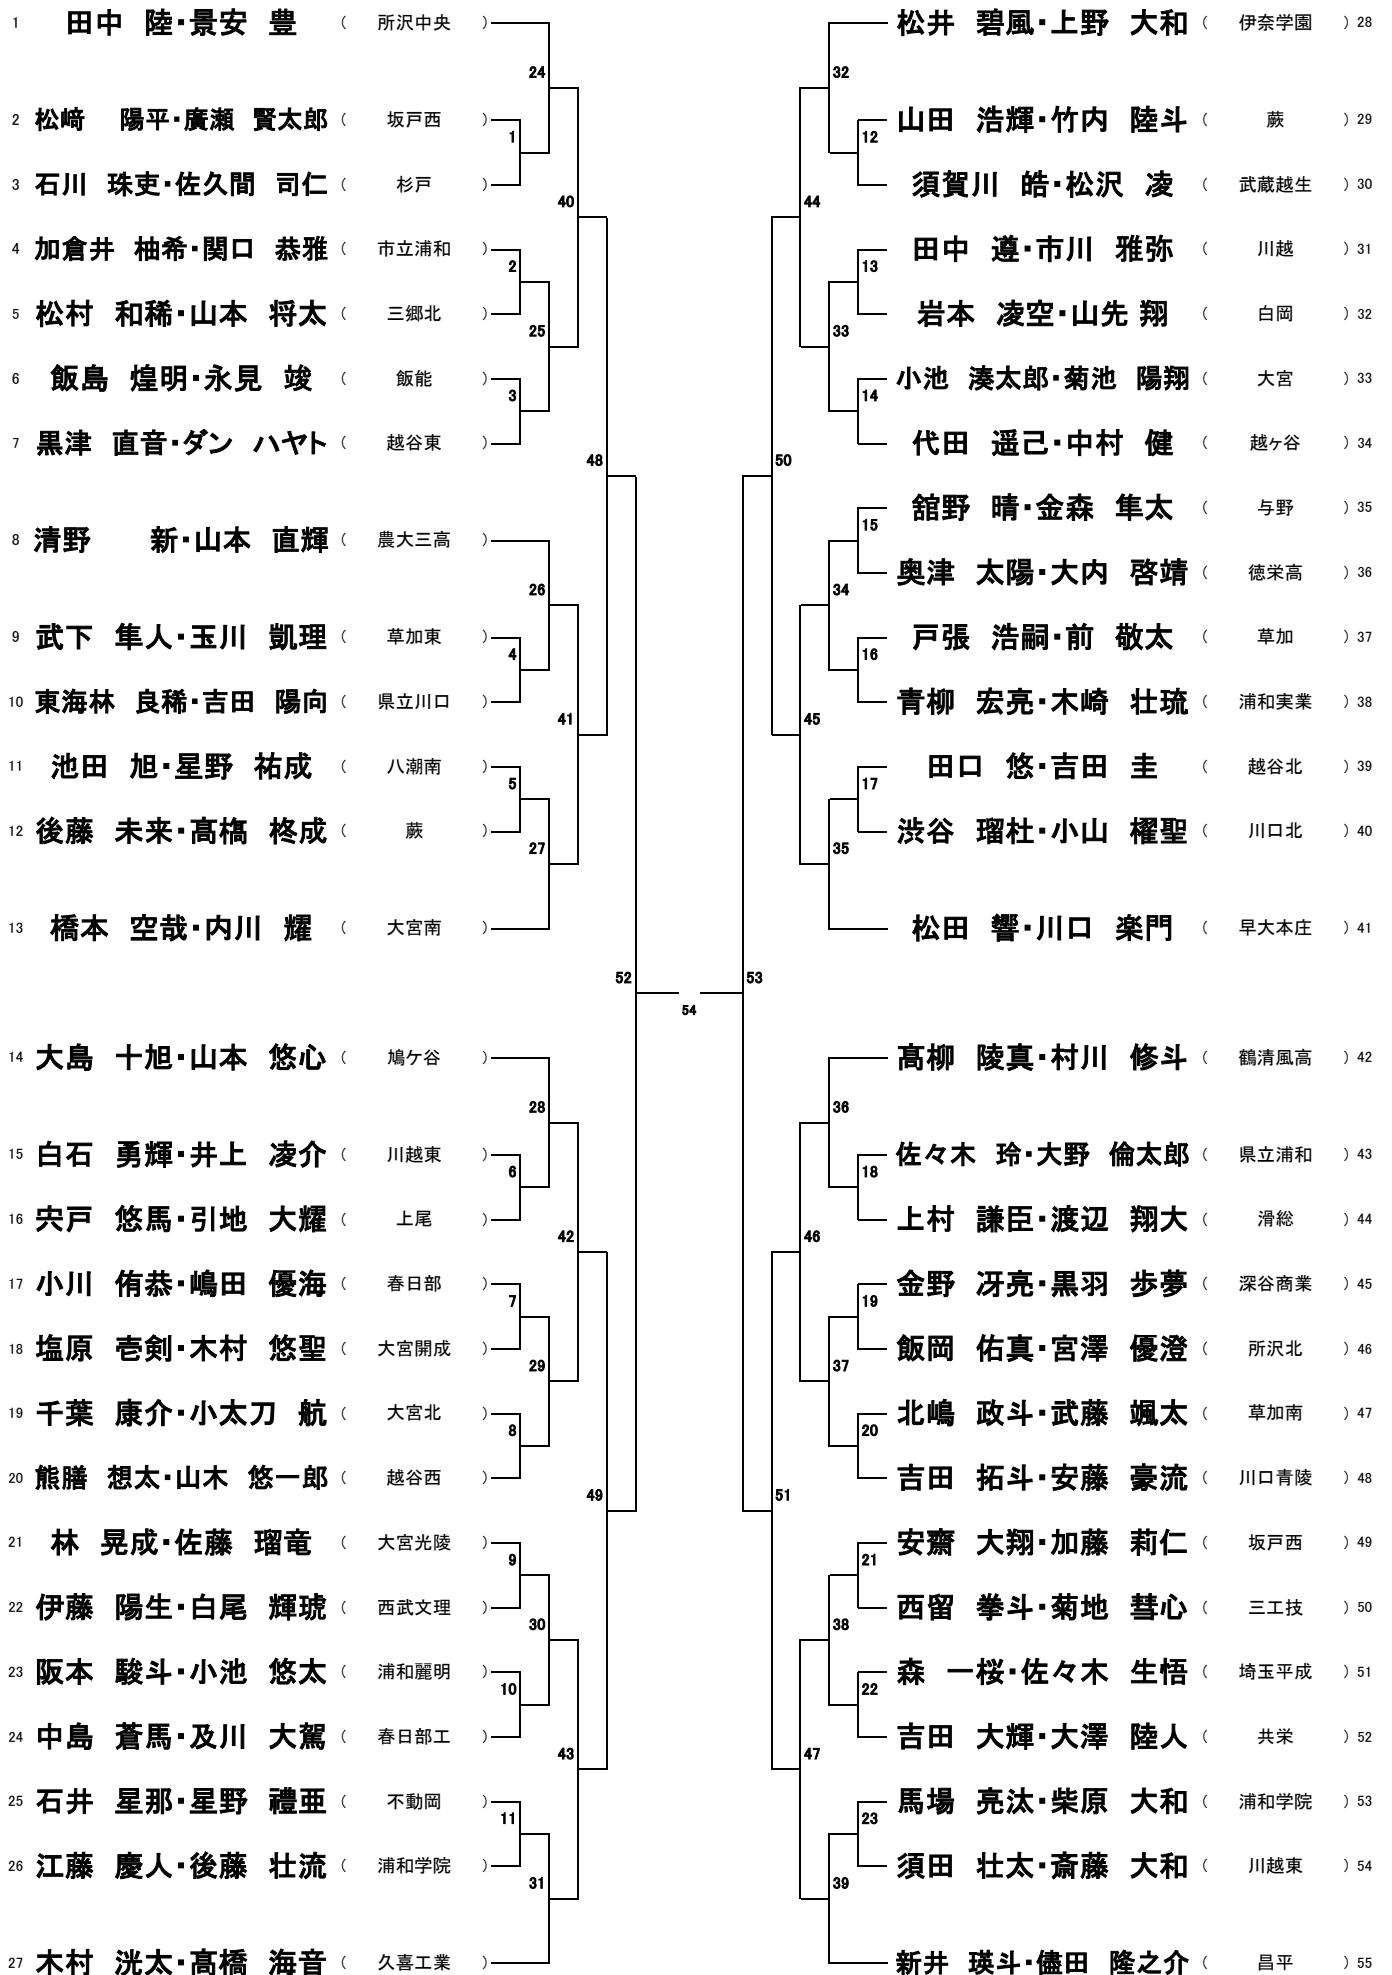 1 田中 陸・景安 豊 （ 所沢中央 ）
24
2 松﨑 陽平・廣瀬 賢太郎 （ 坂戸西 ）
1
3 石川 珠吏・佐久間 司仁 （ 杉戸 ）
40
4 加倉井 柚希・関口 恭雅 （ 市立浦和 ）
2
5 松村 和稀・山本 将太 （ 三郷北 ）
25
6 飯島 煌明・永見 竣 （ 飯能 ）
3
7 黒津 直音・ダン ハヤト （ 越谷東 ）
48
8 清野 新・山本 直輝 （ 農大三高 ）
26
9 武下 隼人・玉川 凱理 （ 草加東 ）
4
10 東海林 良稀・吉田 陽向 （ 県立川口 ）
41
11 池田 旭・星野 祐成 （ 八潮南 ）
5
12 後藤 未来・髙橋 柊成 （ 蕨 ）
27
13 橋本 空哉・内川 耀 （ 大宮南 ）
52
54
14 大島 十旭・山本 悠心 （ 鳩ケ谷 ）
28
15 白石 勇輝・井上 凌介 （ 川越東 ）
6
16 宍戸 悠馬・引地 大耀 （ 上尾 ）
42
17 小川 侑恭・嶋田 優海 （ 春日部 ）
7
18 塩原 壱剣・木村 悠聖 （ 大宮開成 ）
29
19 千葉 康介・小太刀 航 （ 大宮北 ）
8
20 熊膳 想太・山木 悠一郎 （ 越谷西 ）
49
21 林 晃成・佐藤 瑠竜 （ 大宮光陵 ）
9
22 伊藤 陽生・白尾 輝琥 （ 西武文理 ）
30
23 阪本 駿斗・小池 悠太 （ 浦和麗明 ）
10
24 中島 蒼馬・及川 大駕 （ 春日部工 ）
43
25 石井 星那・星野 禮亜 （ 不動岡 ）
11
26 江藤 慶人・後藤 壮流 （ 浦和学院 ）
31
27 木村 洸太・髙橋 海音 （ 久喜工業 ）
松井 碧風・上野 大和 （ 伊奈学園 ） 28
32
山田 浩輝・竹内 陸斗 （ 蕨 ） 29
12
須賀川 皓・松沢 凌 （ 武蔵越生 ） 30
44
田中 遵・市川 雅弥 （ 川越 ） 31
13
岩本 凌空・山先 翔 （ 白岡 ） 32
33
小池 湊太郎・菊池 陽翔 （ 大宮 ） 33
14
代田 遥己・中村 健 （ 越ヶ谷 ） 34
50
舘野 晴・金森 隼太 （ 与野 ） 35
15
奥津 太陽・大内 啓靖 （ 徳栄高 ） 36
34
戸張 浩嗣・前 敬太 （ 草加 ） 37
16
青柳 宏亮・木崎 壮琉 （ 浦和実業 ） 38
45
田口 悠・吉田 圭 （ 越谷北 ） 39
17
渋谷 瑠杜・小山 櫂聖 （ 川口北 ） 40
35
松田 響・川口 楽門 （ 早大本庄 ） 41
53
髙柳 陵真・村川 修斗 （ 鶴清風高 ） 42
36
佐々木 玲・大野 倫太郎 （ 県立浦和 ） 43
18
上村 謙臣・渡辺 翔大 （ 滑総 ） 44
46
金野 冴亮・黒羽 歩夢 （ 深谷商業 ） 45
19
飯岡 佑真・宮澤 優澄 （ 所沢北 ） 46
37
北嶋 政斗・武藤 颯太 （ 草加南 ） 47
20
吉田 拓斗・安藤 豪流 （ 川口青陵 ） 48
51
安齋 大翔・加藤 莉仁 （ 坂戸西 ） 49
21
西留 拳斗・菊地 彗心 （ 三工技 ） 50
38
森 一桜・佐々木 生悟 （ 埼玉平成 ） 51
22
吉田 大輝・大澤 陸人 （ 共栄 ） 52
47
馬場 亮汰・柴原 大和 （ 浦和学院 ） 53
23
須田 壮太・斎藤 大和 （ 川越東 ） 54
39
新井 瑛斗・儘田 隆之介 （ 昌平 ） 55